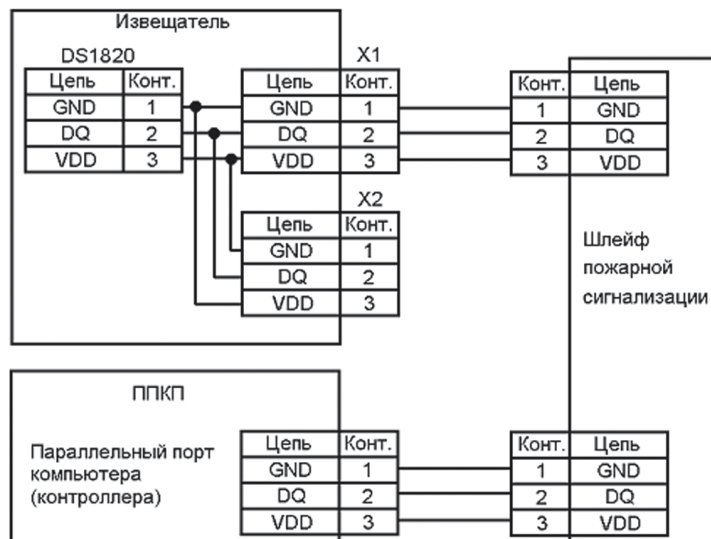 Извещатель
DS1820
Цепь Конт.
GND 1
DQ 2
VDD 3
X1
Цепь Конт.
GND 1
DQ 2
VDD 3
Конт. Цепь
1 GND
2 DQ
3 VDD
X2
Цепь Конт.
GND 1
DQ 2
VDD 3
Шлейф
пожарной
сигнализации
ППКП
Параллельный порт
компьютера
(контроллера)
Цепь Конт.
GND 1
DQ 2
VDD 3
Конт. Цепь
1 GND
2 DQ
3 VDD